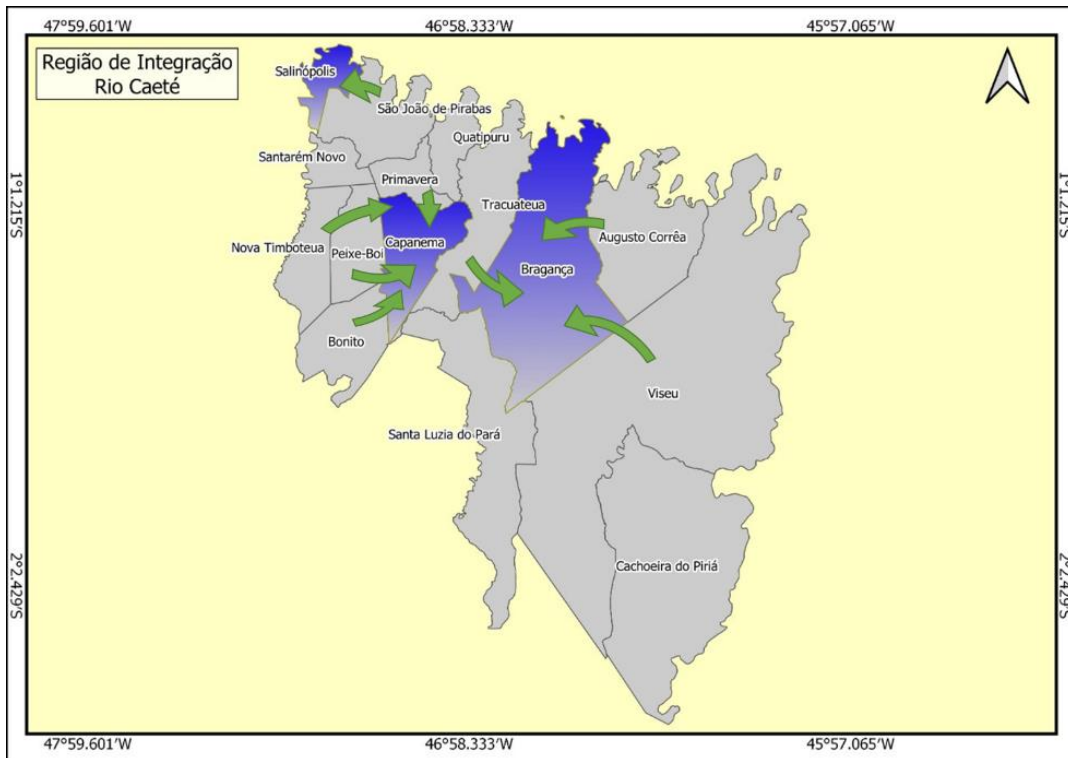 47°59.601'W
46°58.333'W
45°57.065'W
Região de Integração
Rio Caeté
Salinópolis
São João de Pirabas
Quatipuru
Santarém Novo
Primavera
1°11.215'S
1°11.215'S
Tracuateua
Nova Timboteua
Peixe-Boi
Capanema
Augusto Corrêa
Bragança
Bonito
Viseu
Santa Luzia do Pará
Cachoeira do Piriá
2°2.429'S
2°2.429'S
47°59.601'W
46°58.333'W
45°57.065'W